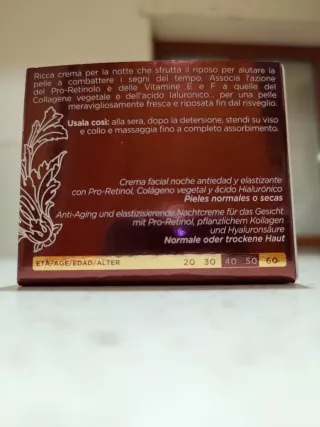 Ricca crema per la notte che sfrutta il riposo per aiutare la
pelle a combattere i segni del tempo. Associa l'azione
del Pro-Retinolo e delle Vitamine E e F a quelle del
Collagene vegetale e dell'acido Ialuronico... per una pelle
meravigliosamente fresca e riposata fin dal risveglio.
Usala così: alla sera, dopo la detersione, stendi su viso
e collo e massaggia fino a completo assorbimento.
Crema facial noche antiedad y elastizante
con Pro-Retinol, Colágeno vegetal y ácido Hialurónico
Pieles normales o secas
Anti-Aging und elastizisierende Nachtcreme für das Gesicht
mit Pro-Retinol, pflanzlichem Kollagen
und Hyaluronsäure
Normale oder trockene Haut
ETÀ/AGE/EDAD/ALTER 20 30 40 50 60